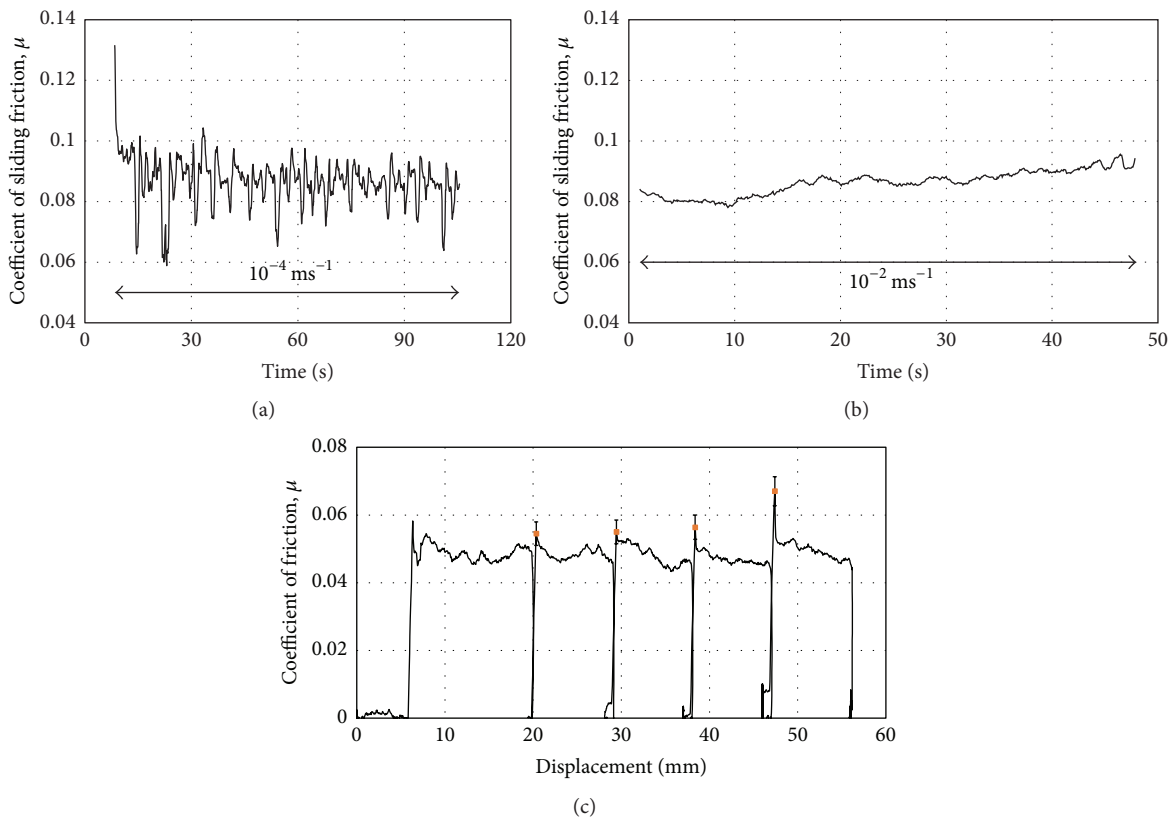 Coefficient of sliding friction, μ
0.14
0.12
0.1
0.08
0.06
0.04
10⁻⁴ ms⁻¹
0 30 60 90 120
Time (s)
(a)
Coefficient of sliding friction, μ
0.14
0.12
0.1
0.08
0.06
0.04
10⁻² ms⁻¹
0 10 20 30 40 50
Time (s)
(b)
Coefficient of friction, μ
0.08
0.06
0.04
0.02
0
0 10 20 30 40 50 60
Displacement (mm)
(c)